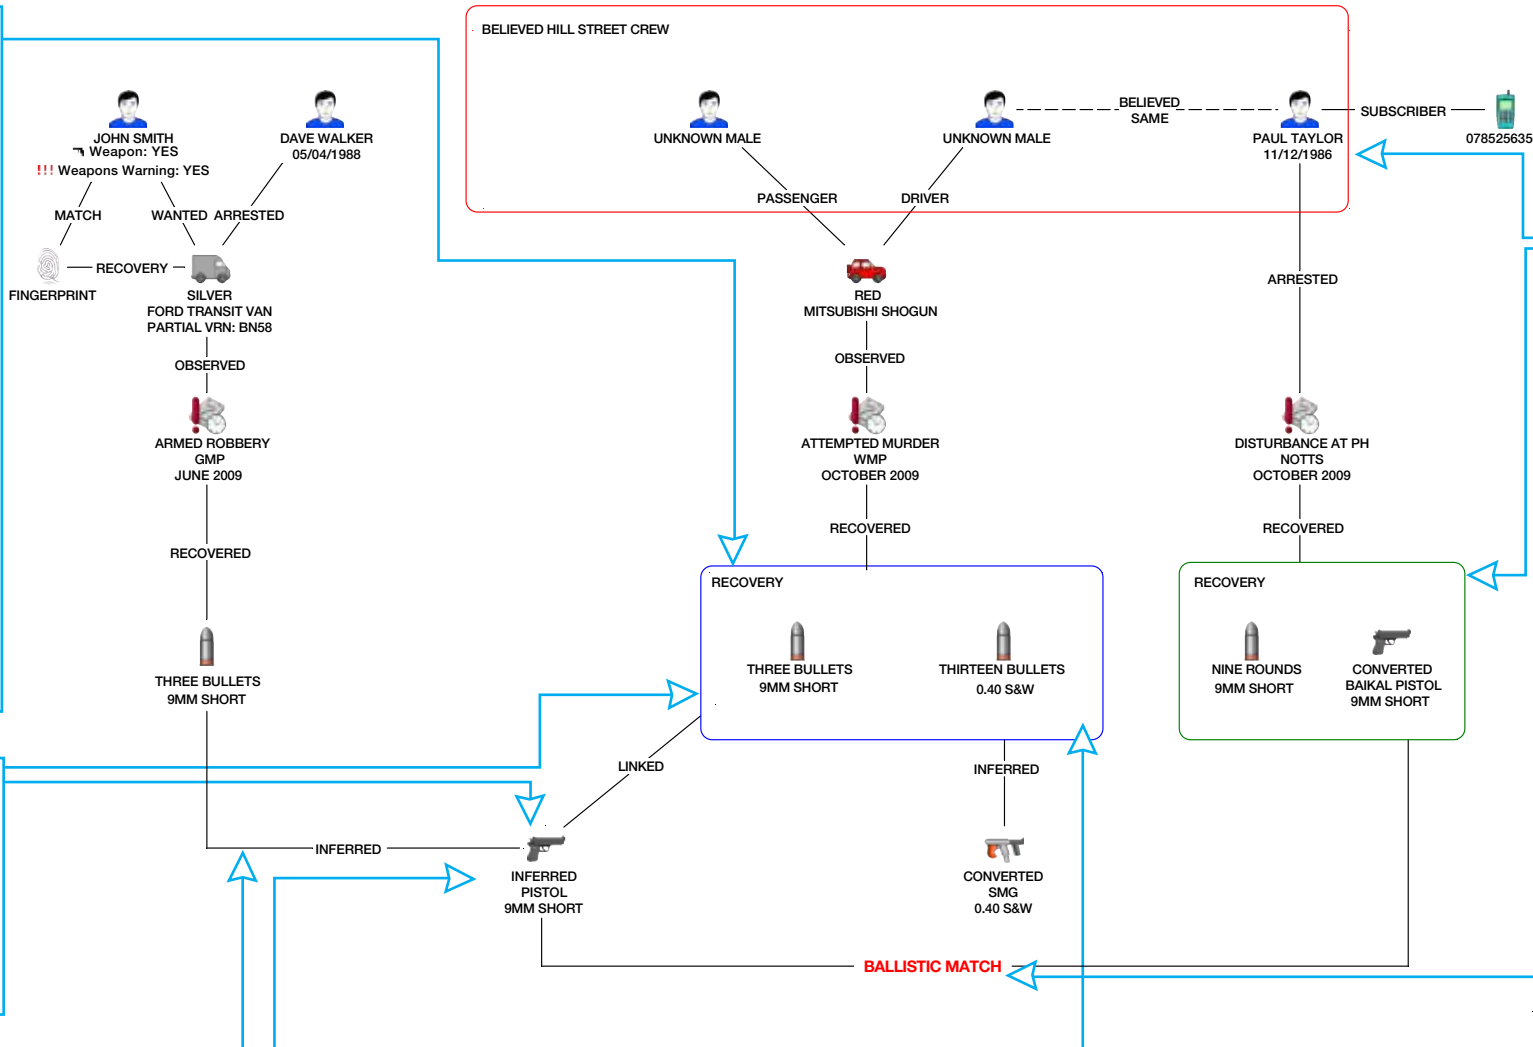 BELIEVED HILL STREET CREW
JOHN SMITH
Weapon: YES
!!! Weapons Warning: YES
DAVE WALKER
05/04/1988
UNKNOWN MALE
UNKNOWN MALE
BELIEVED
SAME
PAUL TAYLOR
11/12/1986
SUBSCRIBER
078525635
MATCH
WANTED
ARRESTED
PASSENGER
DRIVER
RECOVERY
FINGERPRINT
SILVER
FORD TRANSIT VAN
PARTIAL VRN: BN58
RED
MITSUBISHI SHOGUN
ARRESTED
OBSERVED
OBSERVED
ARMED ROBBERY
GMP
JUNE 2009
ATTEMPTED MURDER
WMP
OCTOBER 2009
DISTURBANCE AT PH
NOTTS
OCTOBER 2009
RECOVERED
RECOVERED
RECOVERED
RECOVERY
THREE BULLETS
9MM SHORT
THIRTEEN BULLETS
0.40 S&W
RECOVERY
NINE ROUNDS
9MM SHORT
CONVERTED
BAIKAL PISTOL
9MM SHORT
THREE BULLETS
9MM SHORT
LINKED
INFERRED
INFERRED
INFERRED
PISTOL
9MM SHORT
CONVERTED
SMG
0.40 S&W
BALLISTIC MATCH